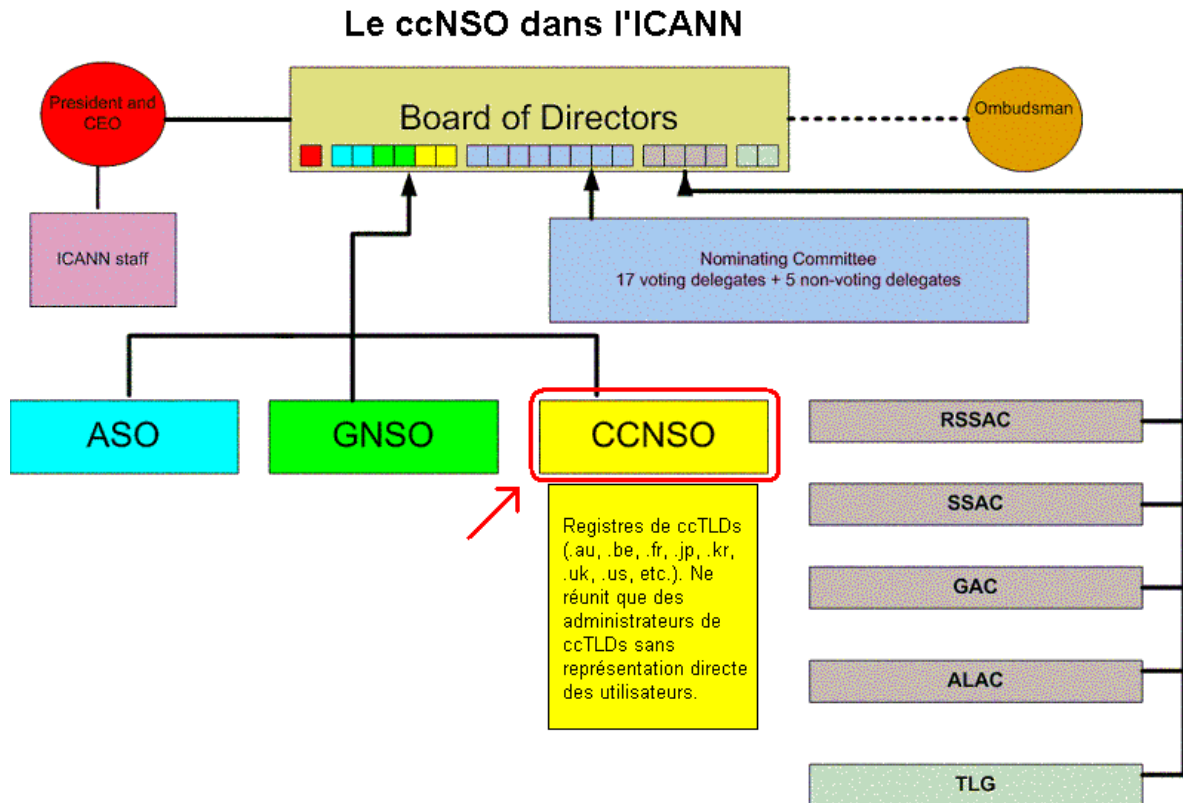 Le ccNSO dans l'ICANN
President and
CEO
Board of Directors
Ombudsman
ICANN staff
Nominating Committee
17 voting delegates + 5 non-voting delegates
ASO
GNSO
CCNSO
RSSAC
Registres de ccTLDs
(.au, .be, .fr, .jp, .kr,
.uk, .us, etc.). Ne
réunit que des
administrateurs de
ccTLDs sans
représentation directe
des utilisateurs.
SSAC
GAC
ALAC
TLG